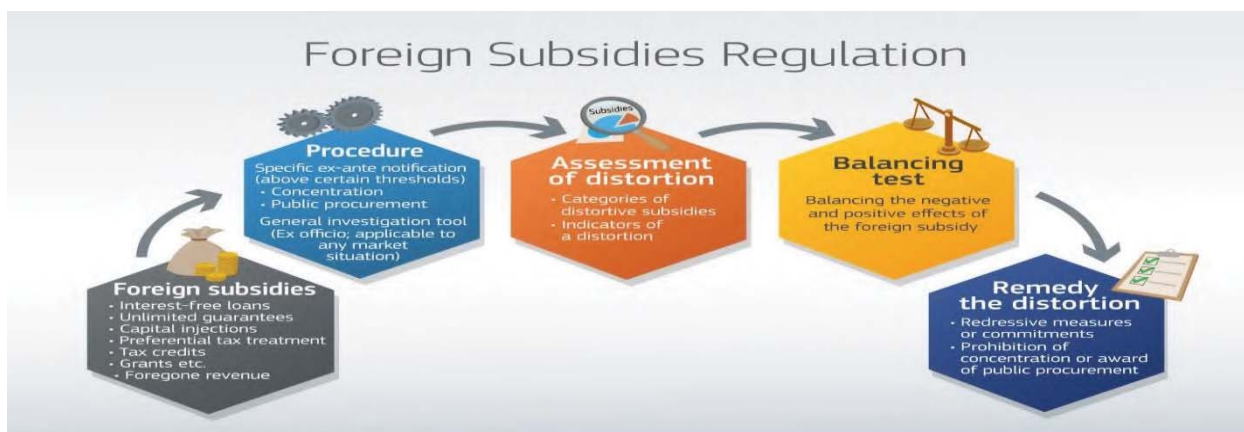 Foreign Subsidies Regulation
Foreign subsidies
• Interest-free loans
• Unlimited guarantees
• Capital injections
• Preferential tax treatment
• Tax credits
• Grants etc.
• Foregone revenue
Procedure
Specific ex-ante notification
(above certain thresholds)
• Concentration
• Public procurement
General investigation tool
(Ex officio; applicable to
any market
situation)
Subsidies
Assessment
of distortion
• Categories of
distortive subsidies
• Indicators of
a distortion
Balancing
test
Balancing the negative
and positive effects of
the foreign subsidy
Remedy
the distortion
• Redressive measures
or commitments
• Prohibition of
concentration or award
of public procurement